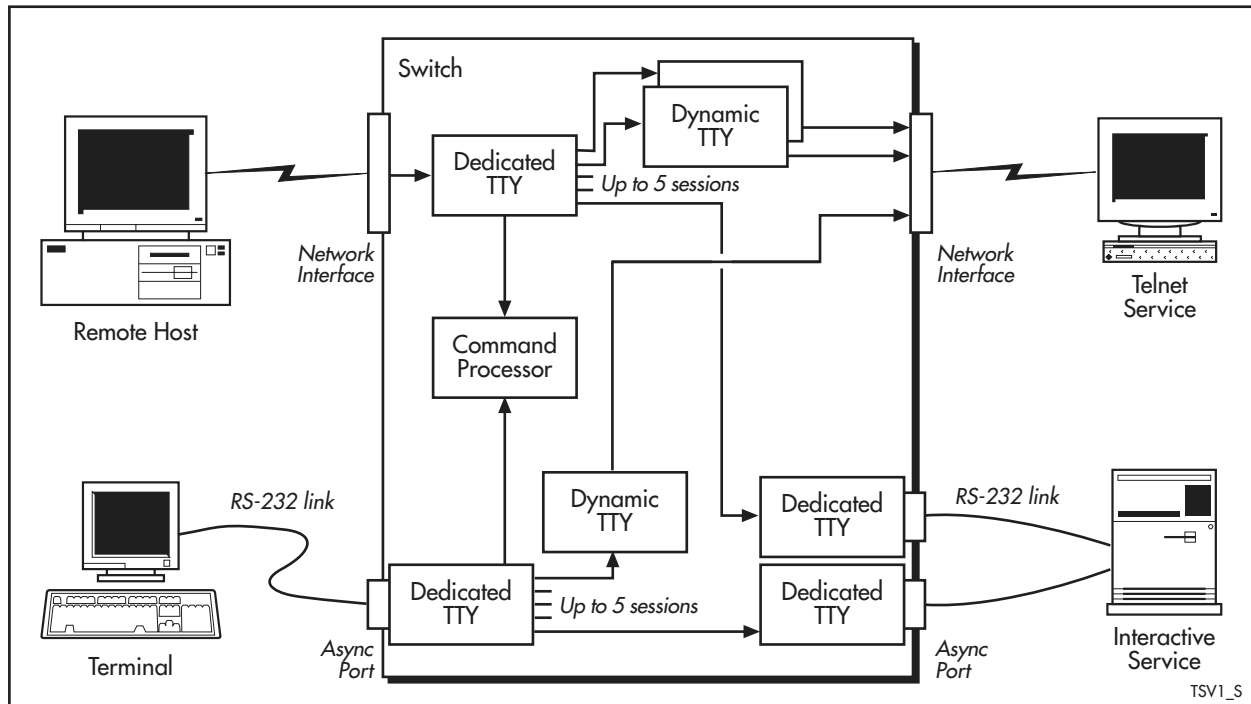 Switch
Dynamic
TTY
Dedicated
TTY
Up to 5 sessions
Network
Interface
Network
Interface
Remote Host
Telnet
Service
Command
Processor
RS-232 link
Dynamic
TTY
Dedicated
TTY
RS-232 link
Dedicated
TTY
Up to 5 sessions
Dedicated
TTY
Terminal
Async
Port
Async
Port
Interactive
Service
TSV1_S